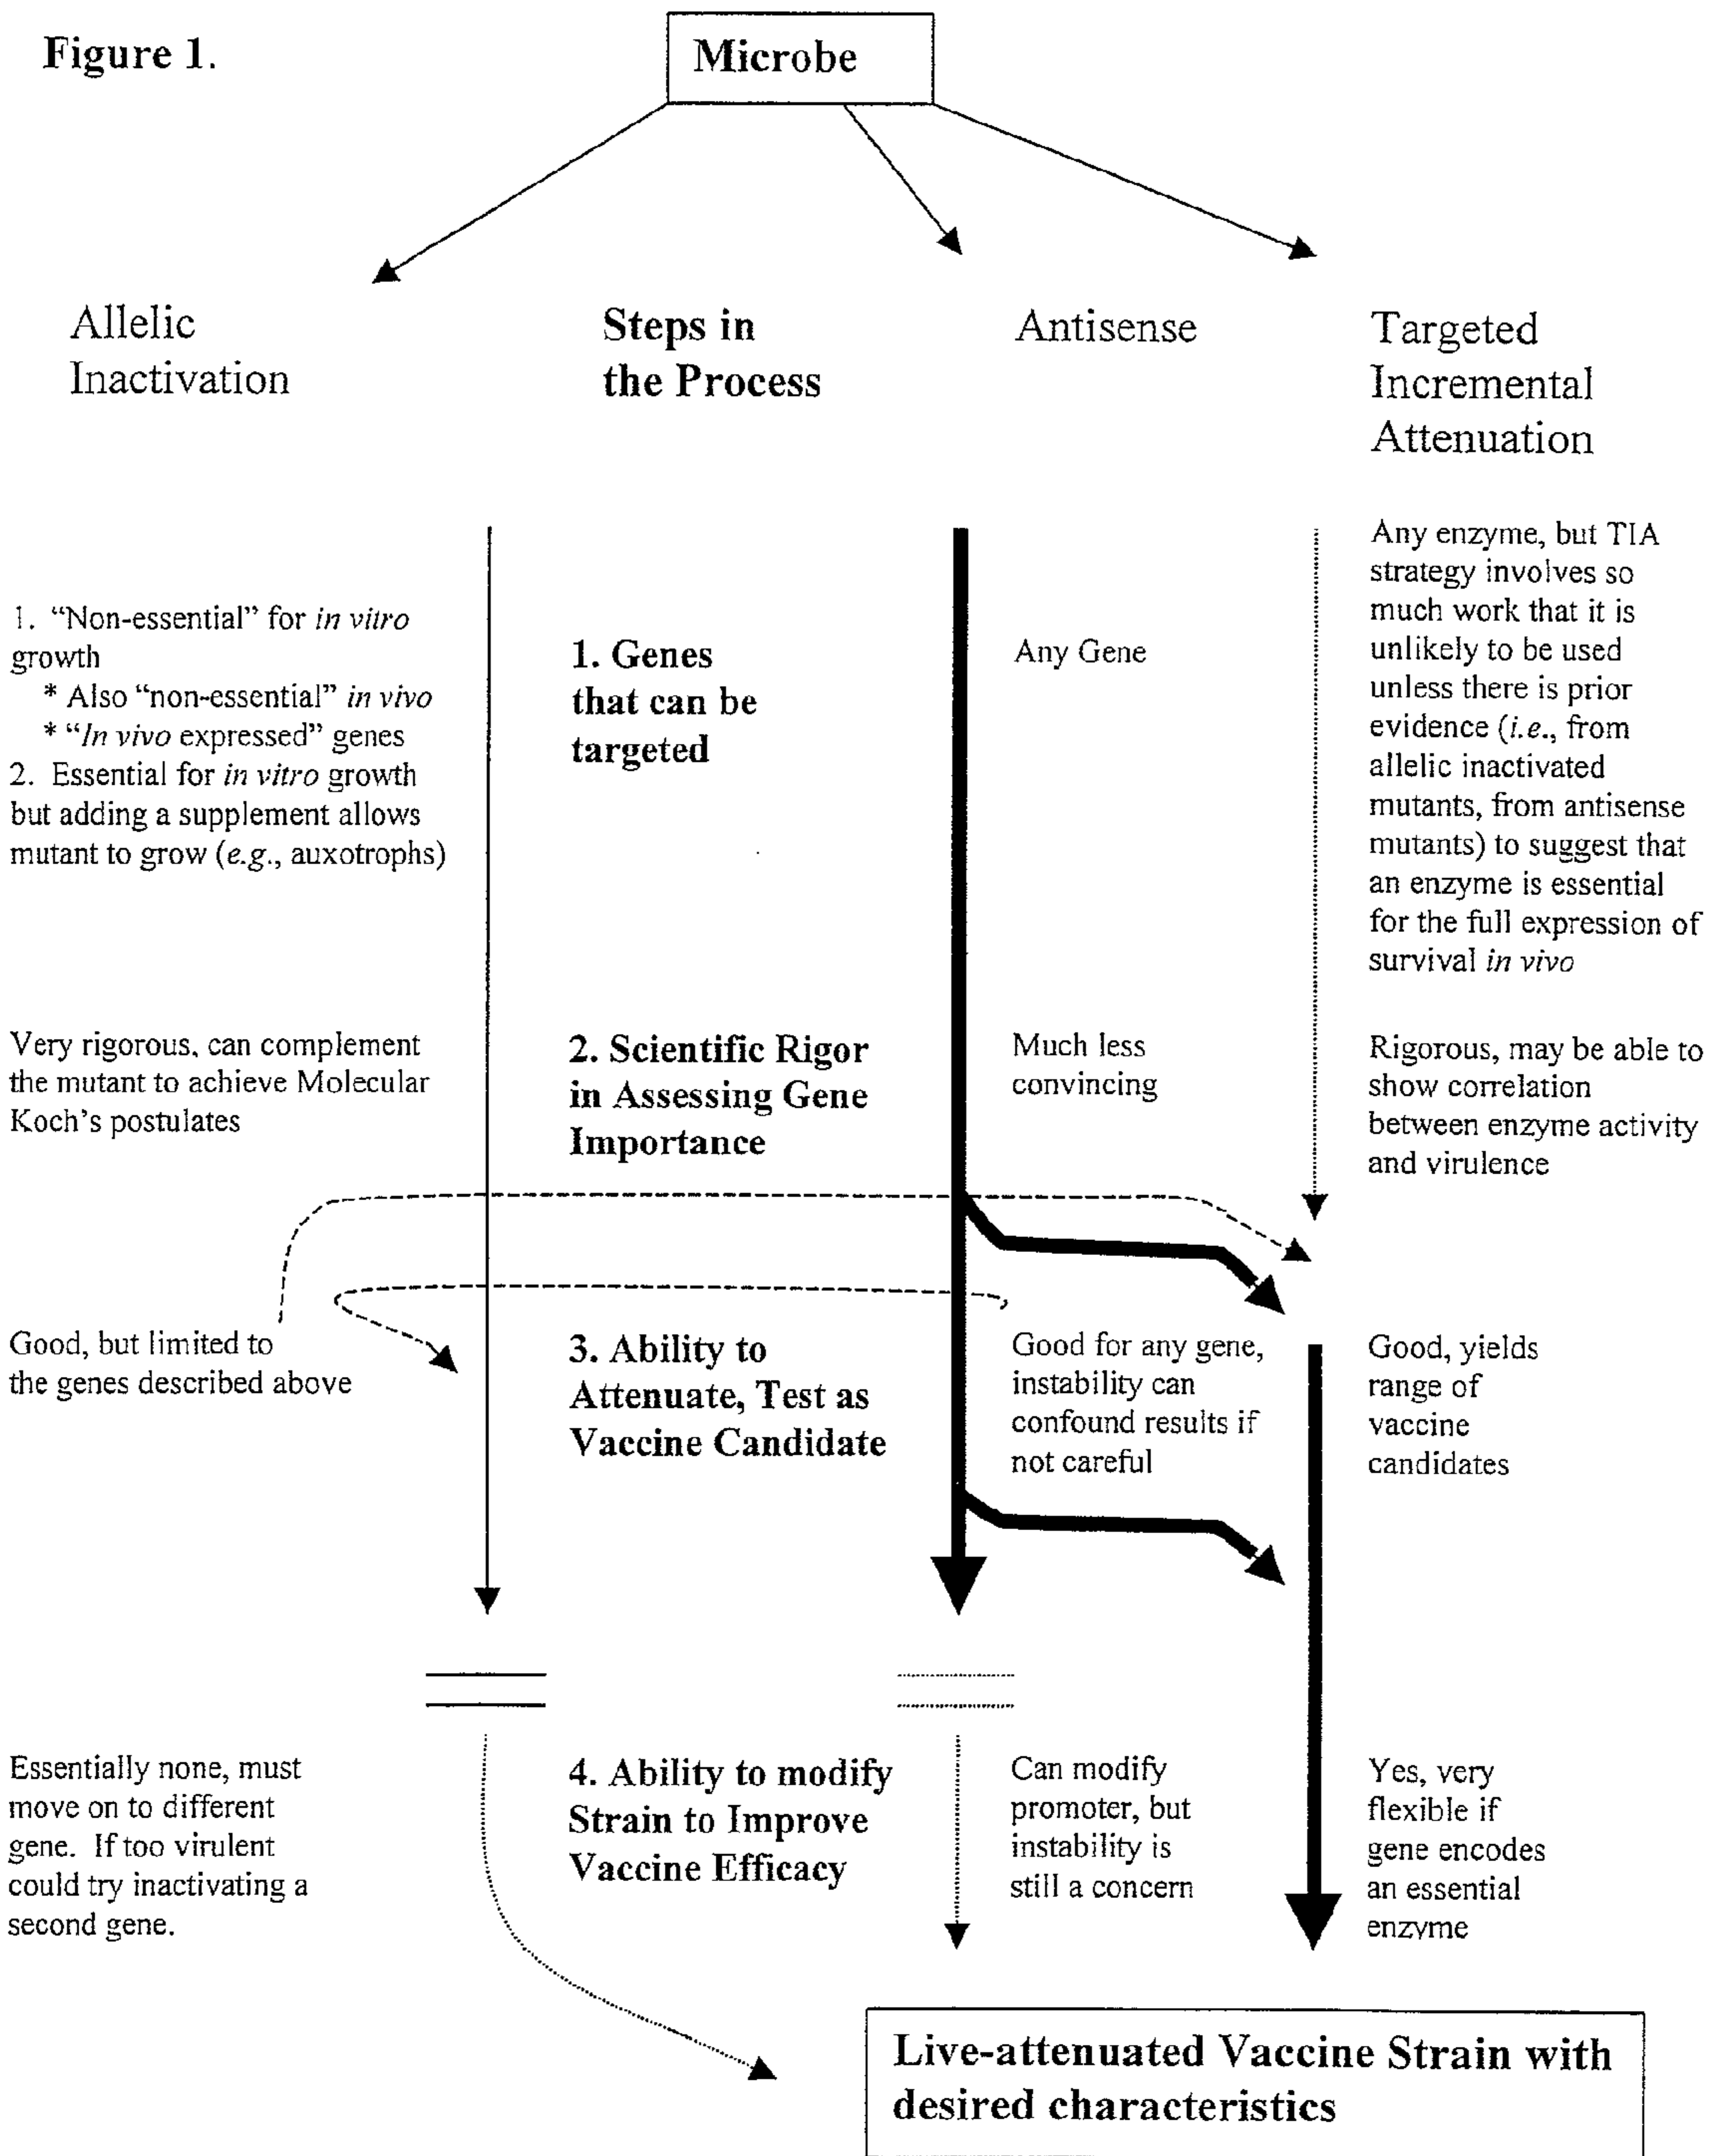 Figure 1.
Microbe
Allelic
Inactivation
Steps in
the Process
Antisense
Targeted
Incremental
Attenuation
1. “Non-essential” for in vitro
growth
* Also “non-essential” in vivo
* “In vivo expressed” genes
2. Essential for in vitro growth
but adding a supplement allows
mutant to grow (e.g., auxotrophs)
1. Genes
that can be
targeted
Any Gene
Any enzyme, but TIA
strategy involves so
much work that it is
unlikely to be used
unless there is prior
evidence (i.e., from
allelic inactivated
mutants, from antisense
mutants) to suggest that
an enzyme is essential
for the full expression of
survival in vivo
Very rigorous, can complement
the mutant to achieve Molecular
Koch’s postulates
2. Scientific Rigor
in Assessing Gene
Importance
Much less
convincing
Rigorous, may be able to
show correlation
between enzyme activity
and virulence
Good, but limited to
the genes described above
3. Ability to
Attenuate, Test as
Vaccine Candidate
Good for any gene,
instability can
confound results if
not careful
Good, yields
range of
vaccine
candidates
Essentially none, must
move on to different
gene. If too virulent
could try inactivating a
second gene.
4. Ability to modify
Strain to Improve
Vaccine Efficacy
Can modify
promoter, but
instability is
still a concern
Yes, very
flexible if
gene encodes
an essential
enzyme
Live-attenuated Vaccine Strain with
desired characteristics